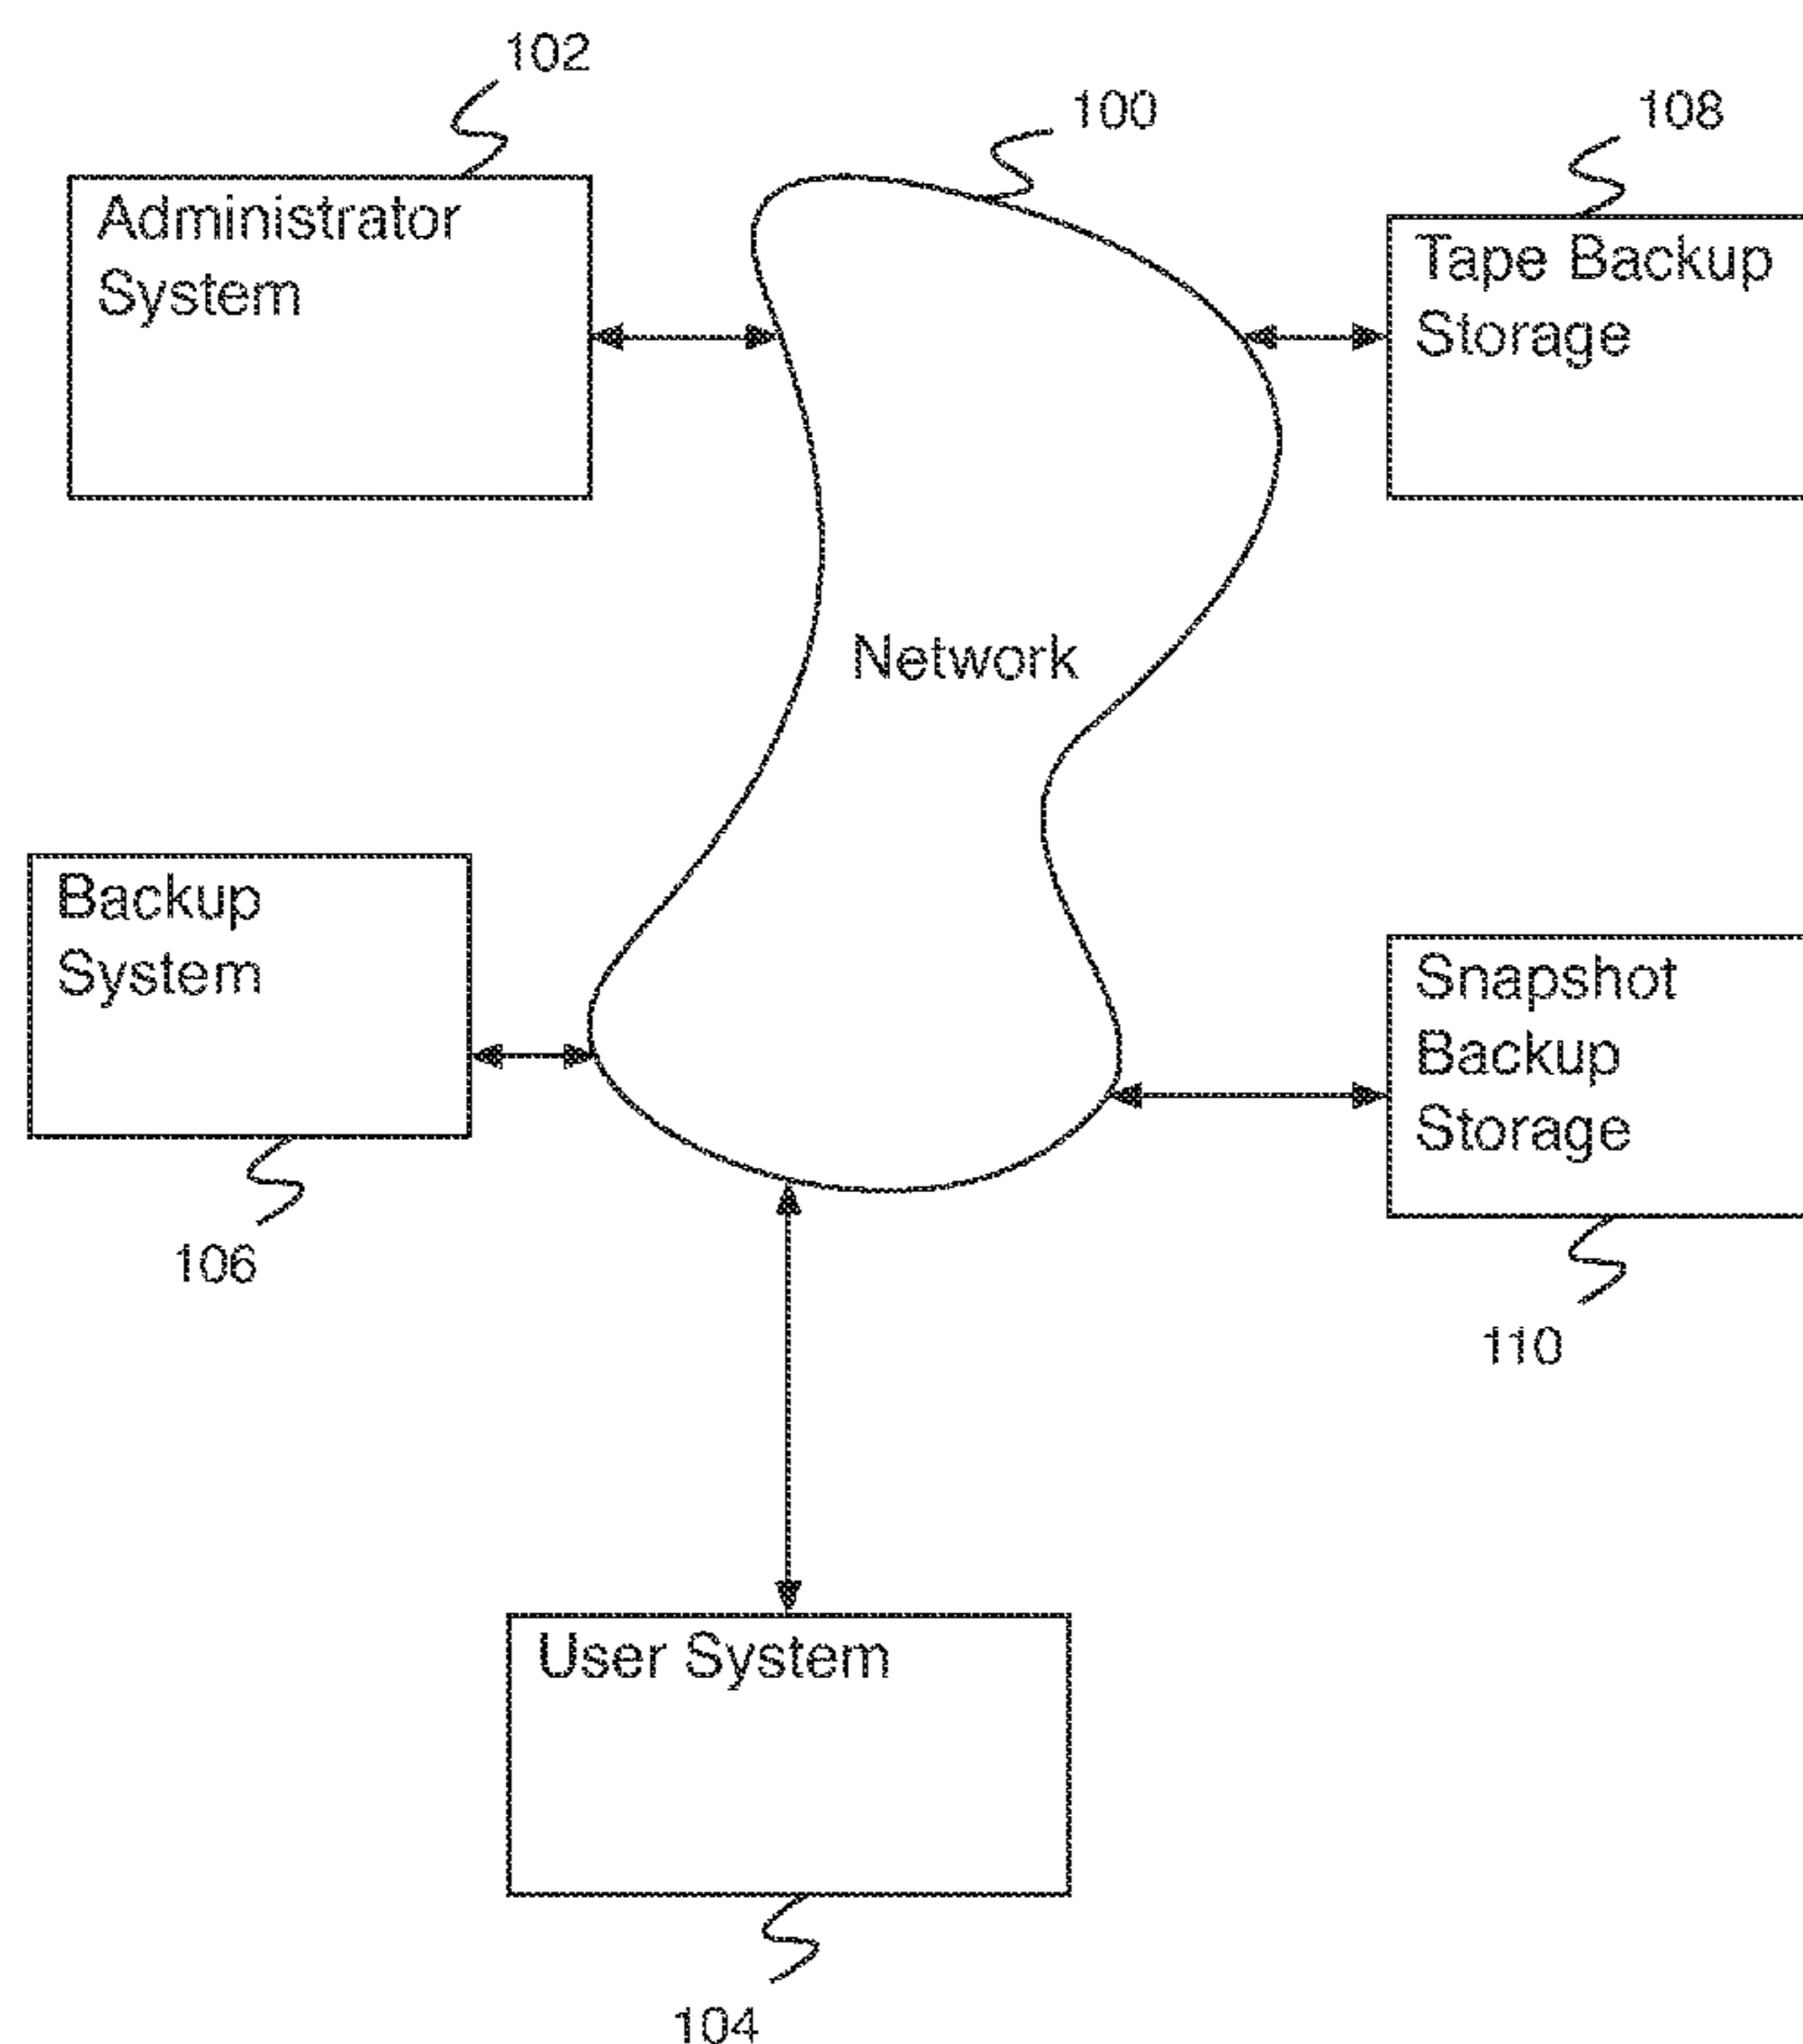 102
100
108
Administrator
System
Tape Backup
Storage
Network
Backup
System
Snapshot
Backup
Storage
106
110
User System
104